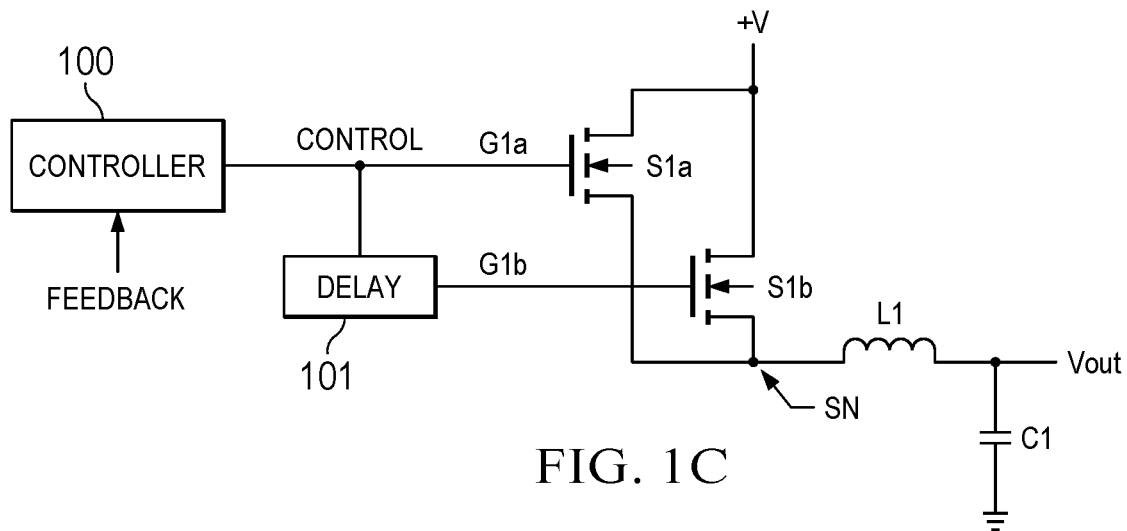 +V
100
CONTROLLER
CONTROL
G1a
S1a
FEEDBACK
DELAY
101
G1b
S1b
L1
Vout
SN
C1
FIG. 1C